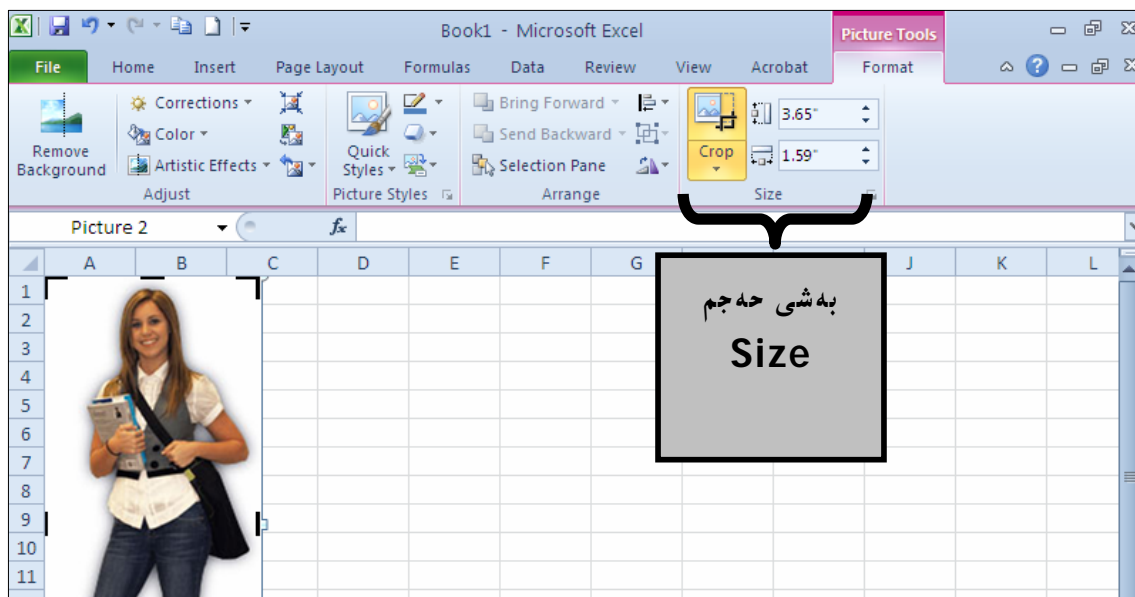 Book1 - Microsoft Excel
Picture Tools
File Home Insert Page Layout Formulas Data Review View Acrobat Format
Remove Background
Corrections
Color
Artistic Effects
Adjust
Quick Styles
Picture Styles
Bring Forward
Send Backward
Selection Pane
Arrange
Crop
3.65"
1.59"
Size
Picture 2
fx
A B C D E F G J K L
1
2
3
4
5
6
7
8
9
10
11
بەشی حەجم
Size